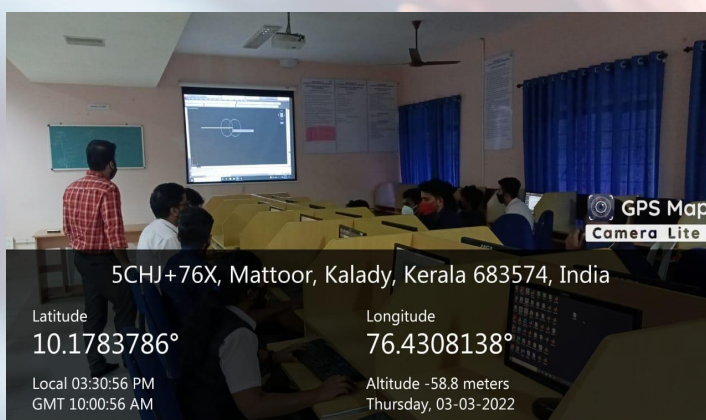 GPS Map
Camera Lite
5CHJ+76X, Mattoor, Kalady, Kerala 683574, India
Latitude
10.1783786°
Longitude
76.4308138°
Local 03:30:56 PM
GMT 10:00:56 AM
Altitude -58.8 meters
Thursday, 03-03-2022